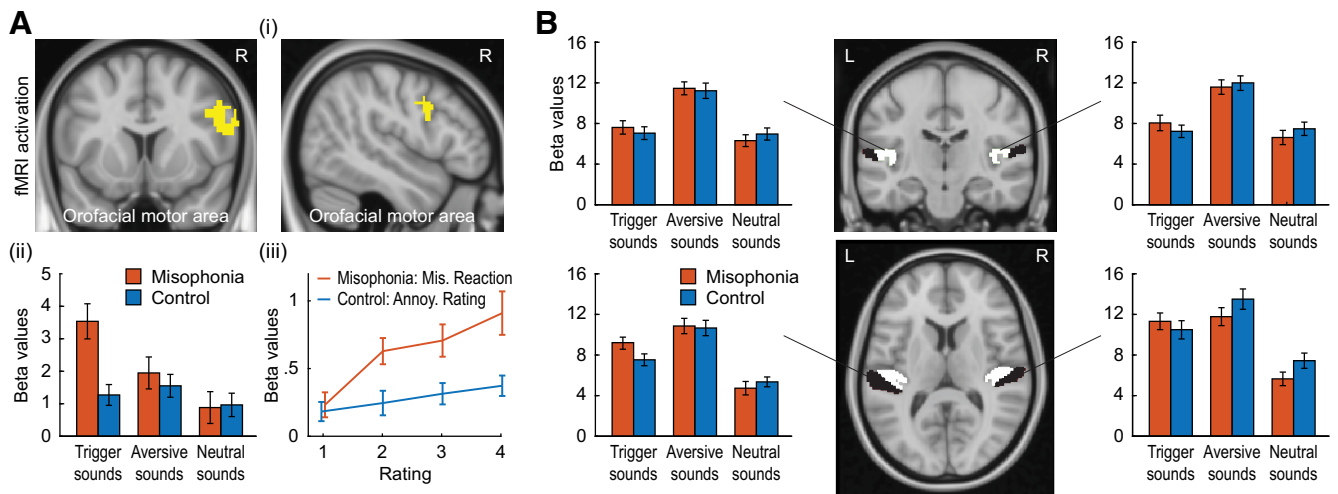 A
(i)
R
R
fMRI activation
Orofacial motor area
Orofacial motor area
(ii)
5
4
3
2
1
0
Beta values
Misophonia
Control
Trigger sounds
Aversive sounds
Neutral sounds
(iii)
1
.5
0
Beta values
Misophonia: Mis. Reaction
Control: Annoy. Rating
1 2 3 4
Rating
B
16
12
8
4
0
Beta values
Trigger sounds
Aversive sounds
Neutral sounds
L R
16
12
8
4
0
Trigger sounds
Aversive sounds
Neutral sounds
16
12
8
4
0
Beta values
Misophonia
Control
Trigger sounds
Aversive sounds
Neutral sounds
L R
16
12
8
4
0
Trigger sounds
Aversive sounds
Neutral sounds